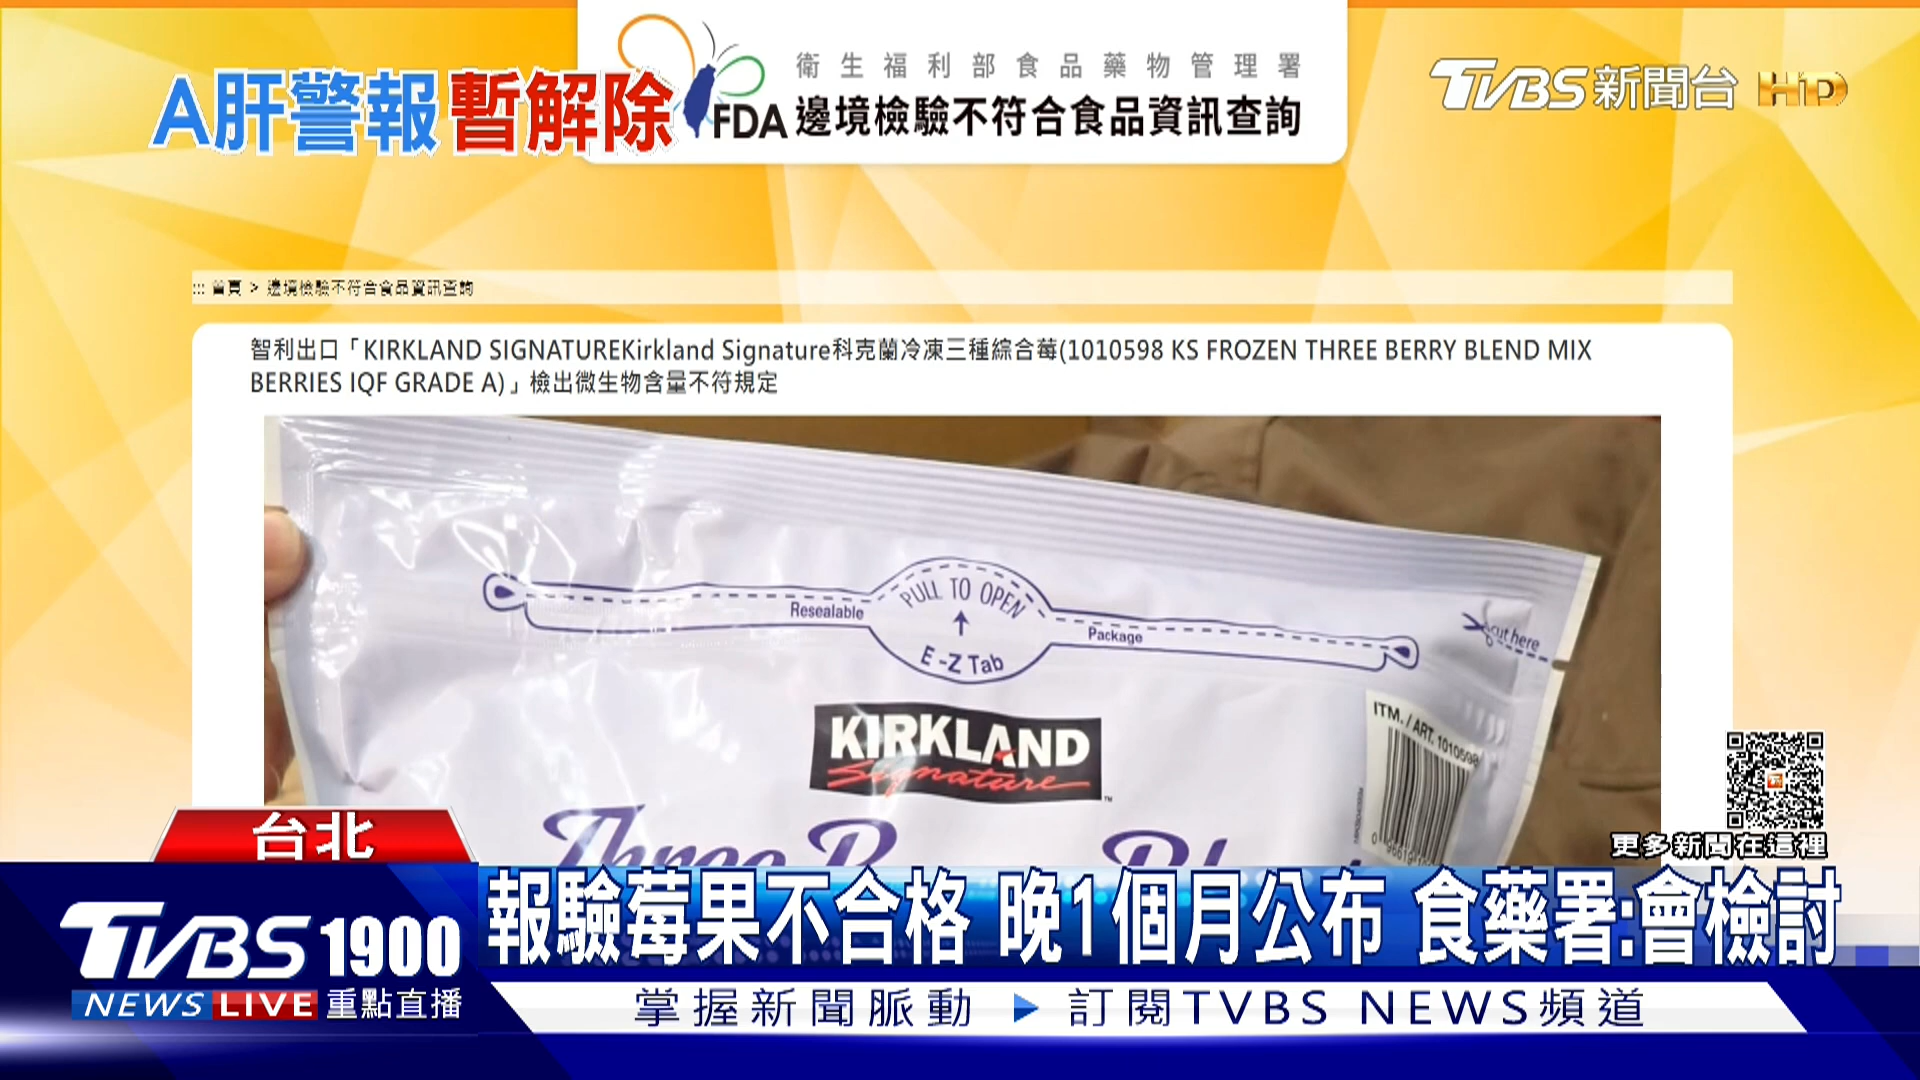 衛生福利部食品藥物管理署
FDA 邊境檢驗不符合食品資訊查詢
A肝警報 暫解除
TVBS新聞台 HD
::: 首頁 > 邊境檢驗不符合食品資訊查詢
智利出口「KIRKLAND SIGNATUREKirkland Signature科克蘭冷凍三種綜合莓(1010598 KS FROZEN THREE BERRY BLEND MIX
BERRIES IQF GRADE A)」檢出微生物含量不符規定
PULL TO OPEN
Resealable
Package
E-Z Tab
cut here
KIRKLAND
Signature
TM
ITM. / ART. 1010598
Three Berry Blend
更多新聞在這裡
台北
報驗莓果不合格 晚1個月公布 食藥署:會檢討
TVBS 1900
NEWS LIVE 重點直播
掌握新聞脈動 ▶ 訂閱TVBS NEWS頻道